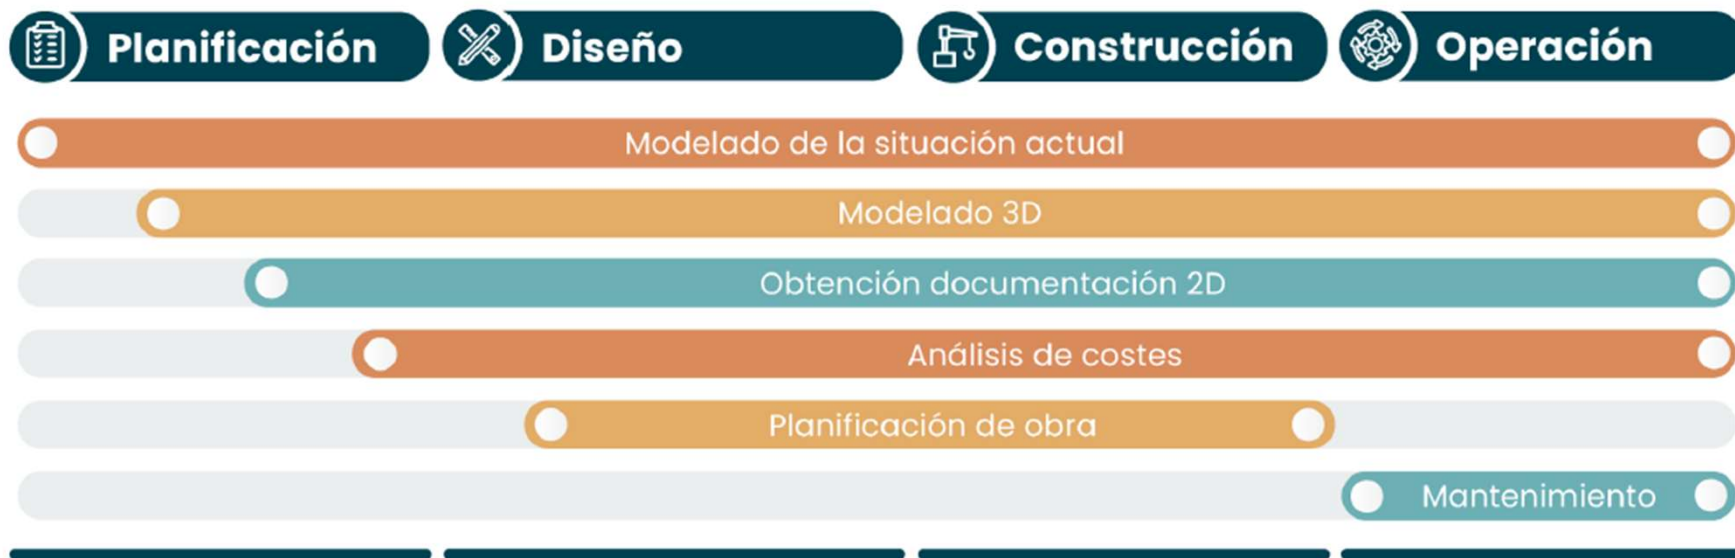 Planificación
Diseño
Construcción
Operación
Modelado de la situación actual
Modelado 3D
Obtención documentación 2D
Análisis de costes
Planificación de obra
Mantenimiento